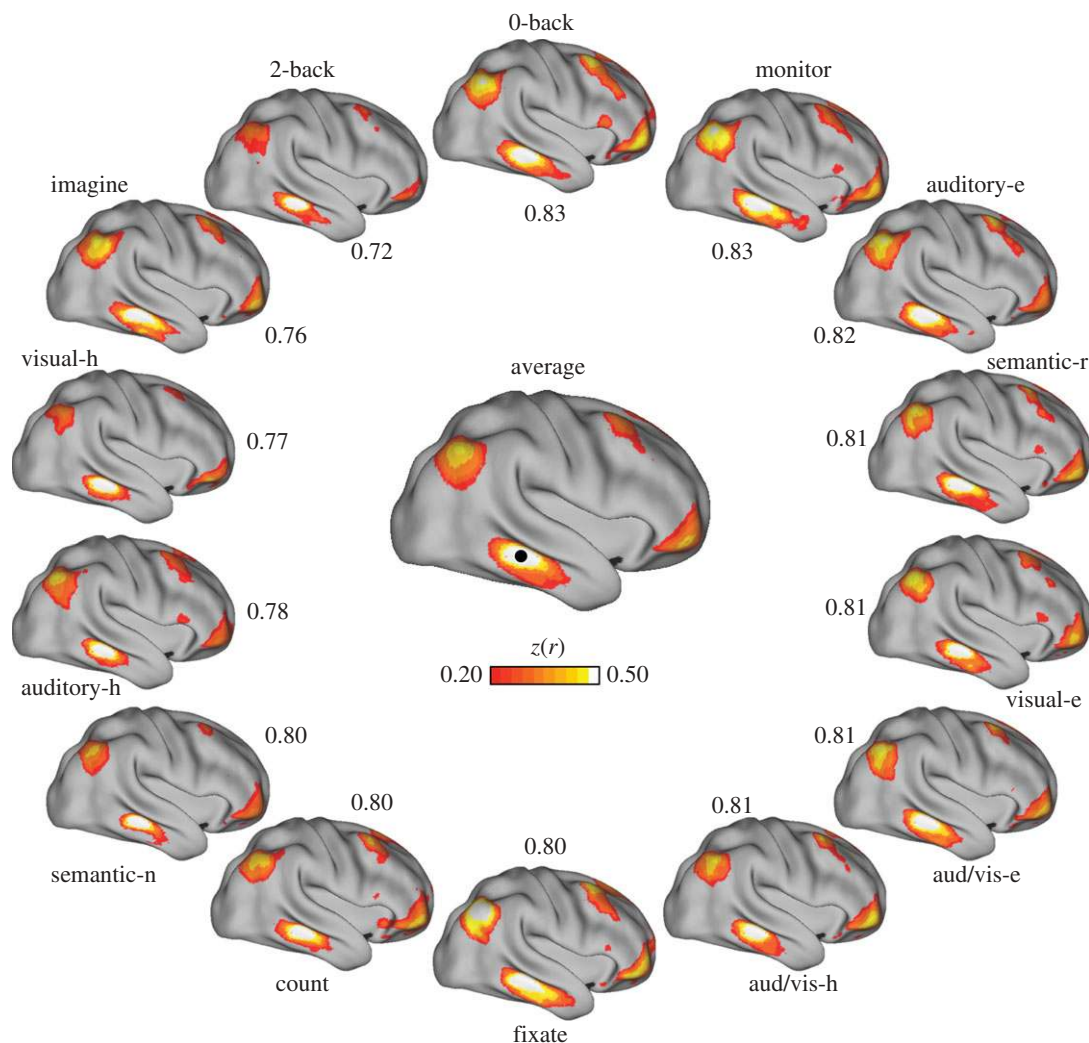 0-back
2-back
monitor
imagine
auditory-e
0.83
0.72
0.83
0.76
0.82
visual-h
average
semantic-r
0.77
0.81
0.78
0.81
z(r)
0.20
0.50
auditory-h
visual-e
0.80
0.81
0.80
0.81
0.80
semantic-n
aud/vis-e
count
aud/vis-h
fixate